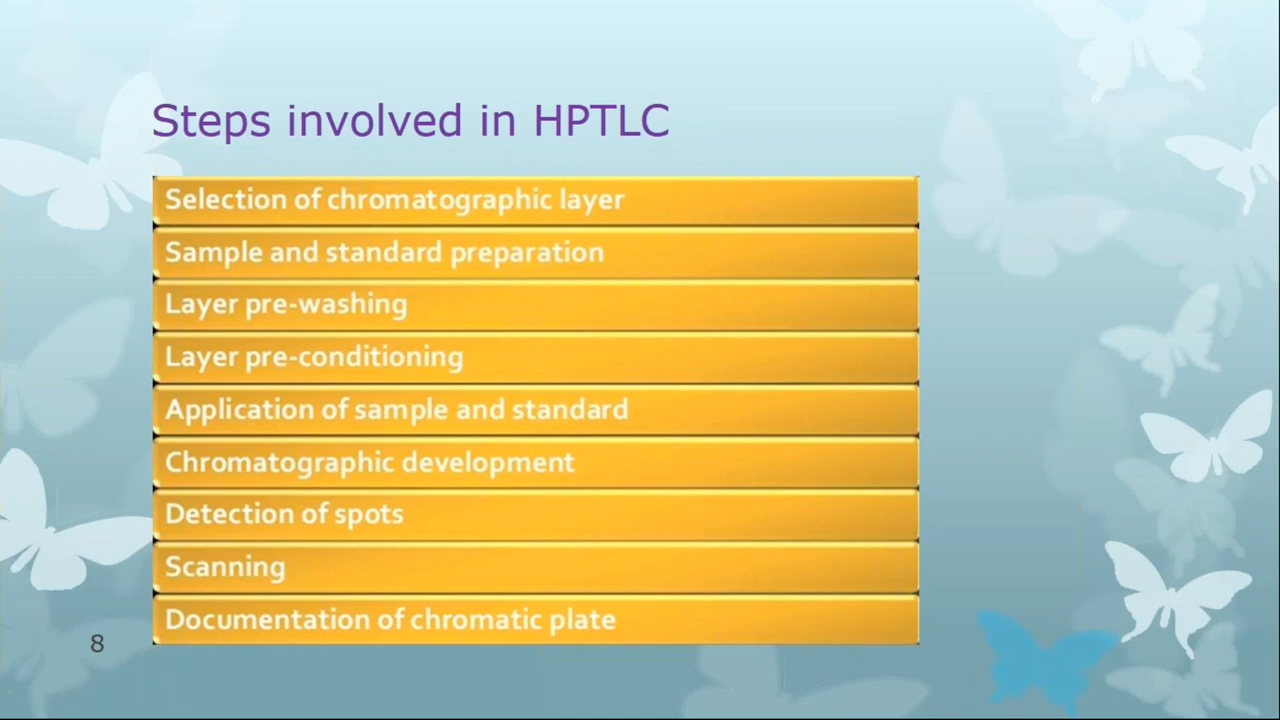 Steps involved in HPTLC
Selection of chromatographic layer
Sample and standard preparation
Layer pre-washing
Layer pre-conditioning
Application of sample and standard
Chromatographic development
Detection of spots
Scanning
Documentation of chromatic plate
8